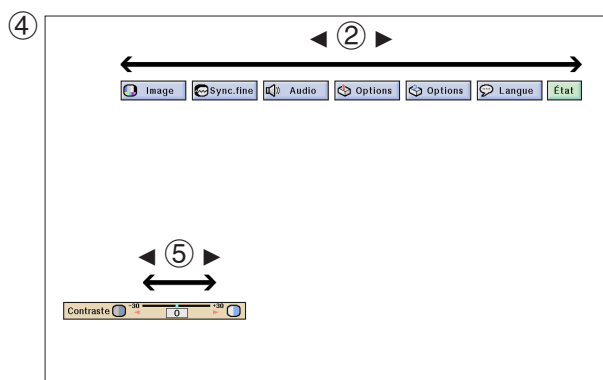 ④
◄ ② ►
Image Sync.fine Audio Options Options Langue État
◄ ⑤ ►
Contraste -30 0 +30